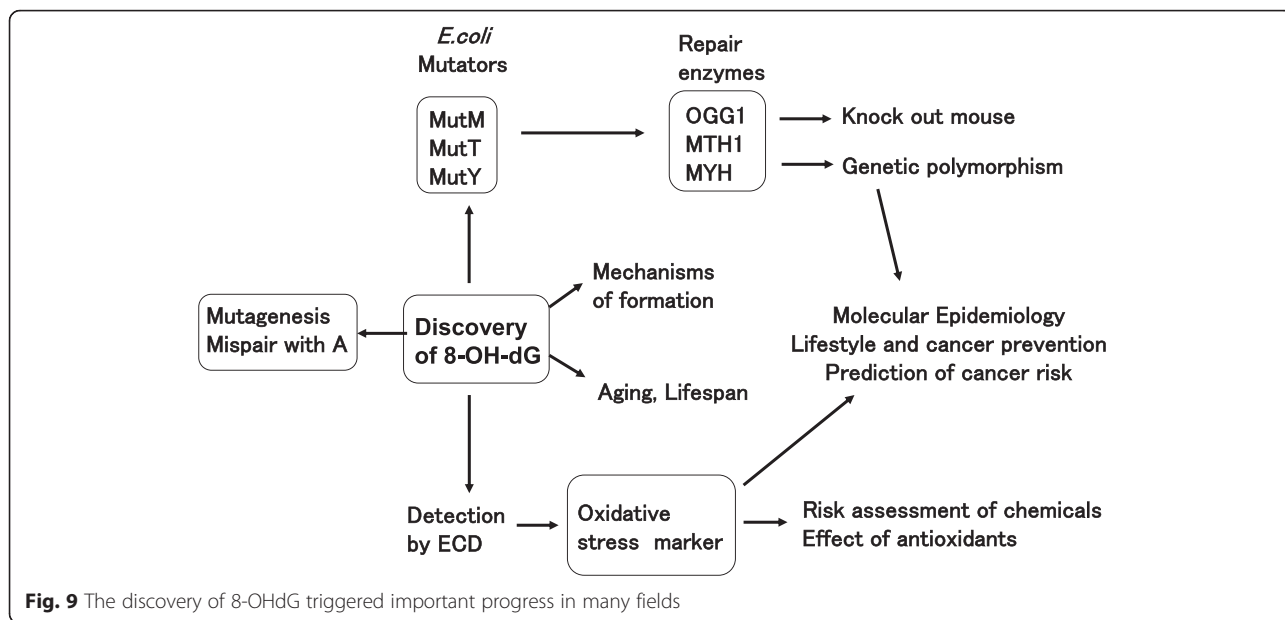 E.coli
Mutators
MutM
MutT
MutY
Repair
enzymes
OGG1
MTH1
MYH
Knock out mouse
Genetic polymorphism
Mutagenesis
Mispair with A
Discovery
of 8-OH-dG
Mechanisms
of formation
Aging, Lifespan
Molecular Epidemiology
Lifestyle and cancer prevention
Prediction of cancer risk
Detection
by ECD
Oxidative
stress marker
Risk assessment of chemicals
Effect of antioxidants
Fig. 9 The discovery of 8-OHdG triggered important progress in many fields